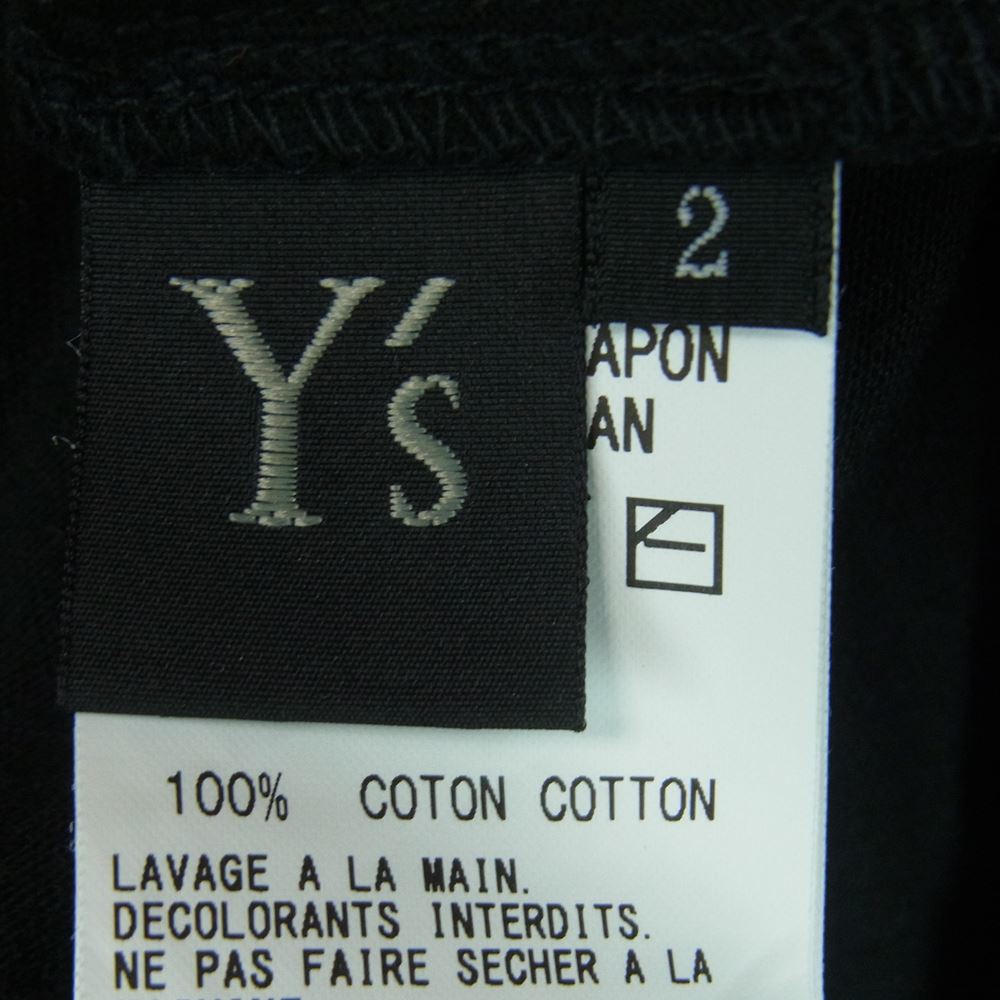 Y's
2
APON
AN
100% COTON COTTON
LAVAGE A LA MAIN.
DECOLORANTS INTERDITS.
NE PAS FAIRE SECHER A LA